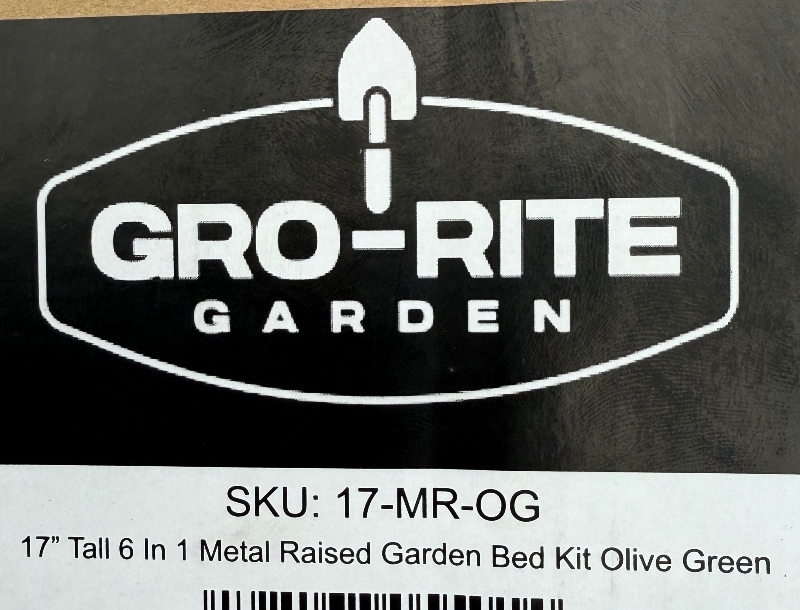 GRO-RITE
GARDEN
SKU: 17-MR-OG
17” Tall 6 In 1 Metal Raised Garden Bed Kit Olive Green